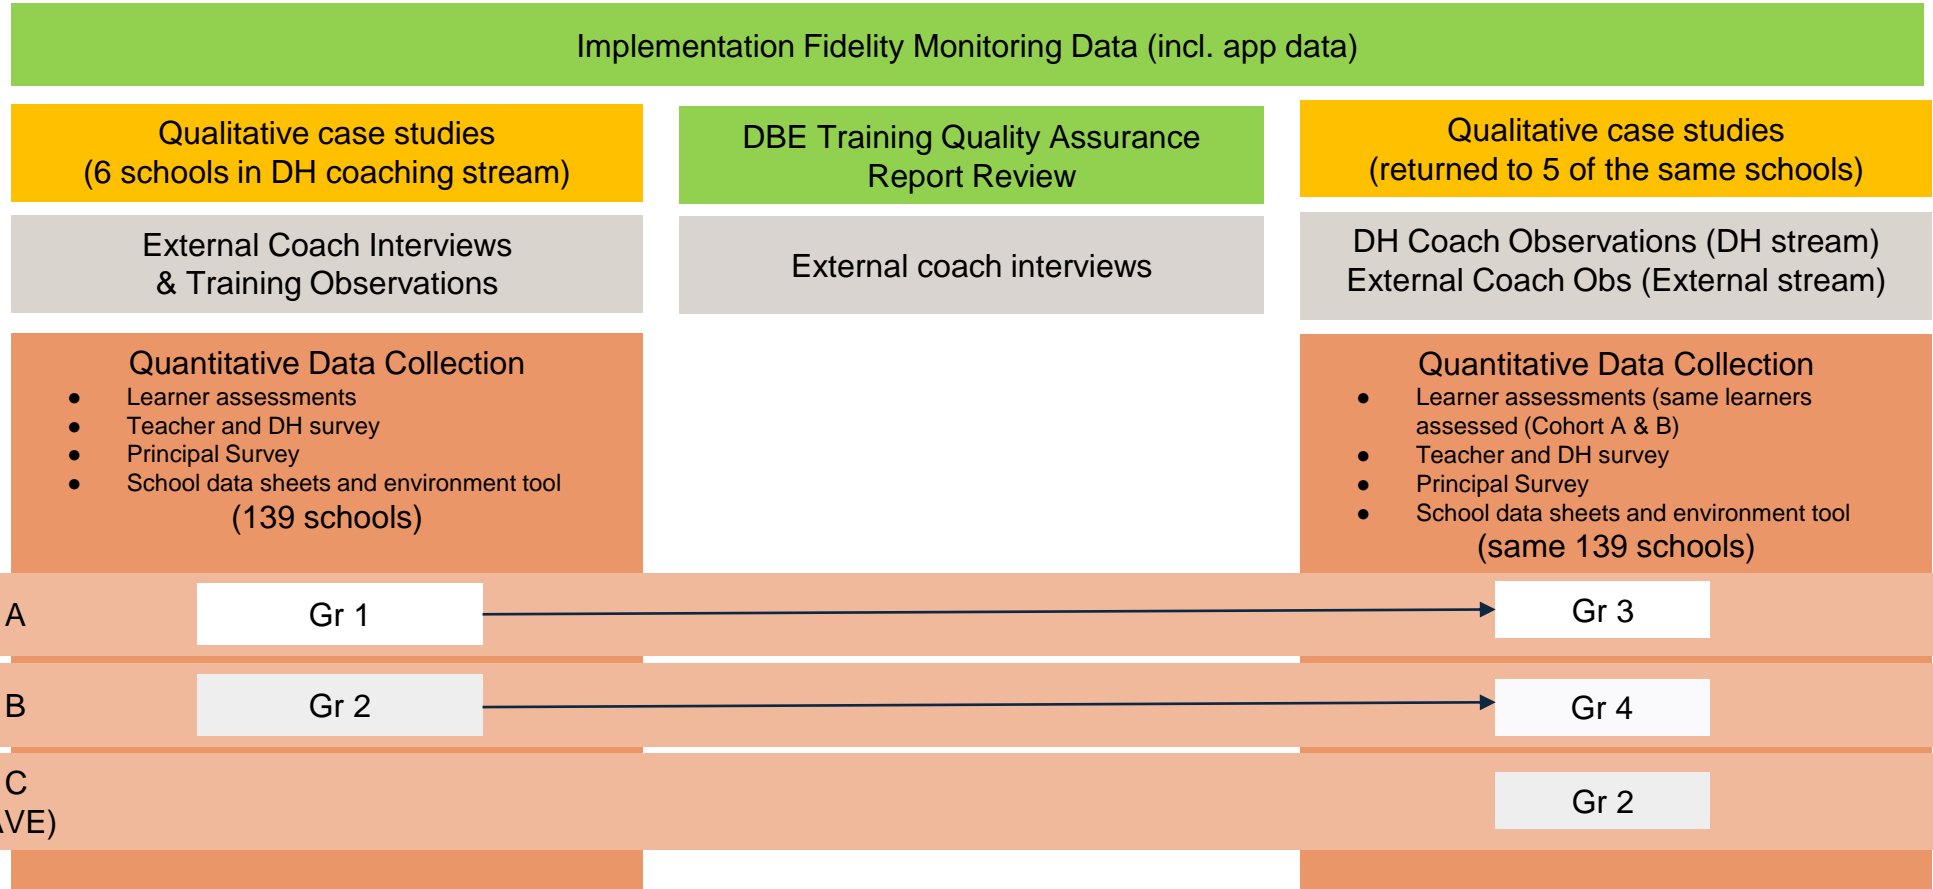 Implementation Fidelity Monitoring Data (incl. app data)
Qualitative case studies
(6 schools in DH coaching stream)
DBE Training Quality Assurance
Report Review
Qualitative case studies
(returned to 5 of the same schools)
External Coach Interviews
& Training Observations
External coach interviews
DH Coach Observations (DH stream)
External Coach Obs (External stream)
Quantitative Data Collection
● Learner assessments
● Teacher and DH survey
● Principal Survey
● School data sheets and environment tool
(139 schools)
Quantitative Data Collection
● Learner assessments (same learners
assessed (Cohort A & B)
● Teacher and DH survey
● Principal Survey
● School data sheets and environment tool
(same 139 schools)
A
Gr 1
Gr 3
B
Gr 2
Gr 4
C
Gr 2